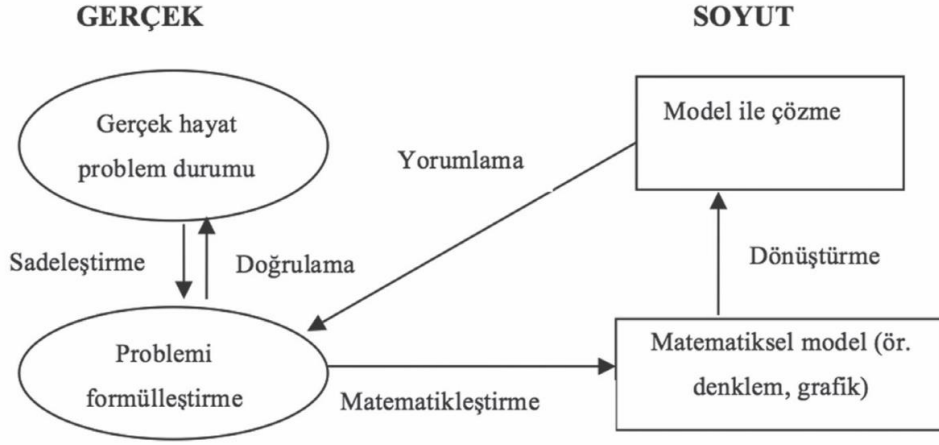 GERÇEK
SOYUT
Gerçek hayat
problem durumu
Model ile çözme
Yorumlama
Sadeleştirme
Doğrulama
Dönüştürme
Problemi
formülleştirme
Matematikleştirme
Matematiksel model (ör.
denklem, grafik)